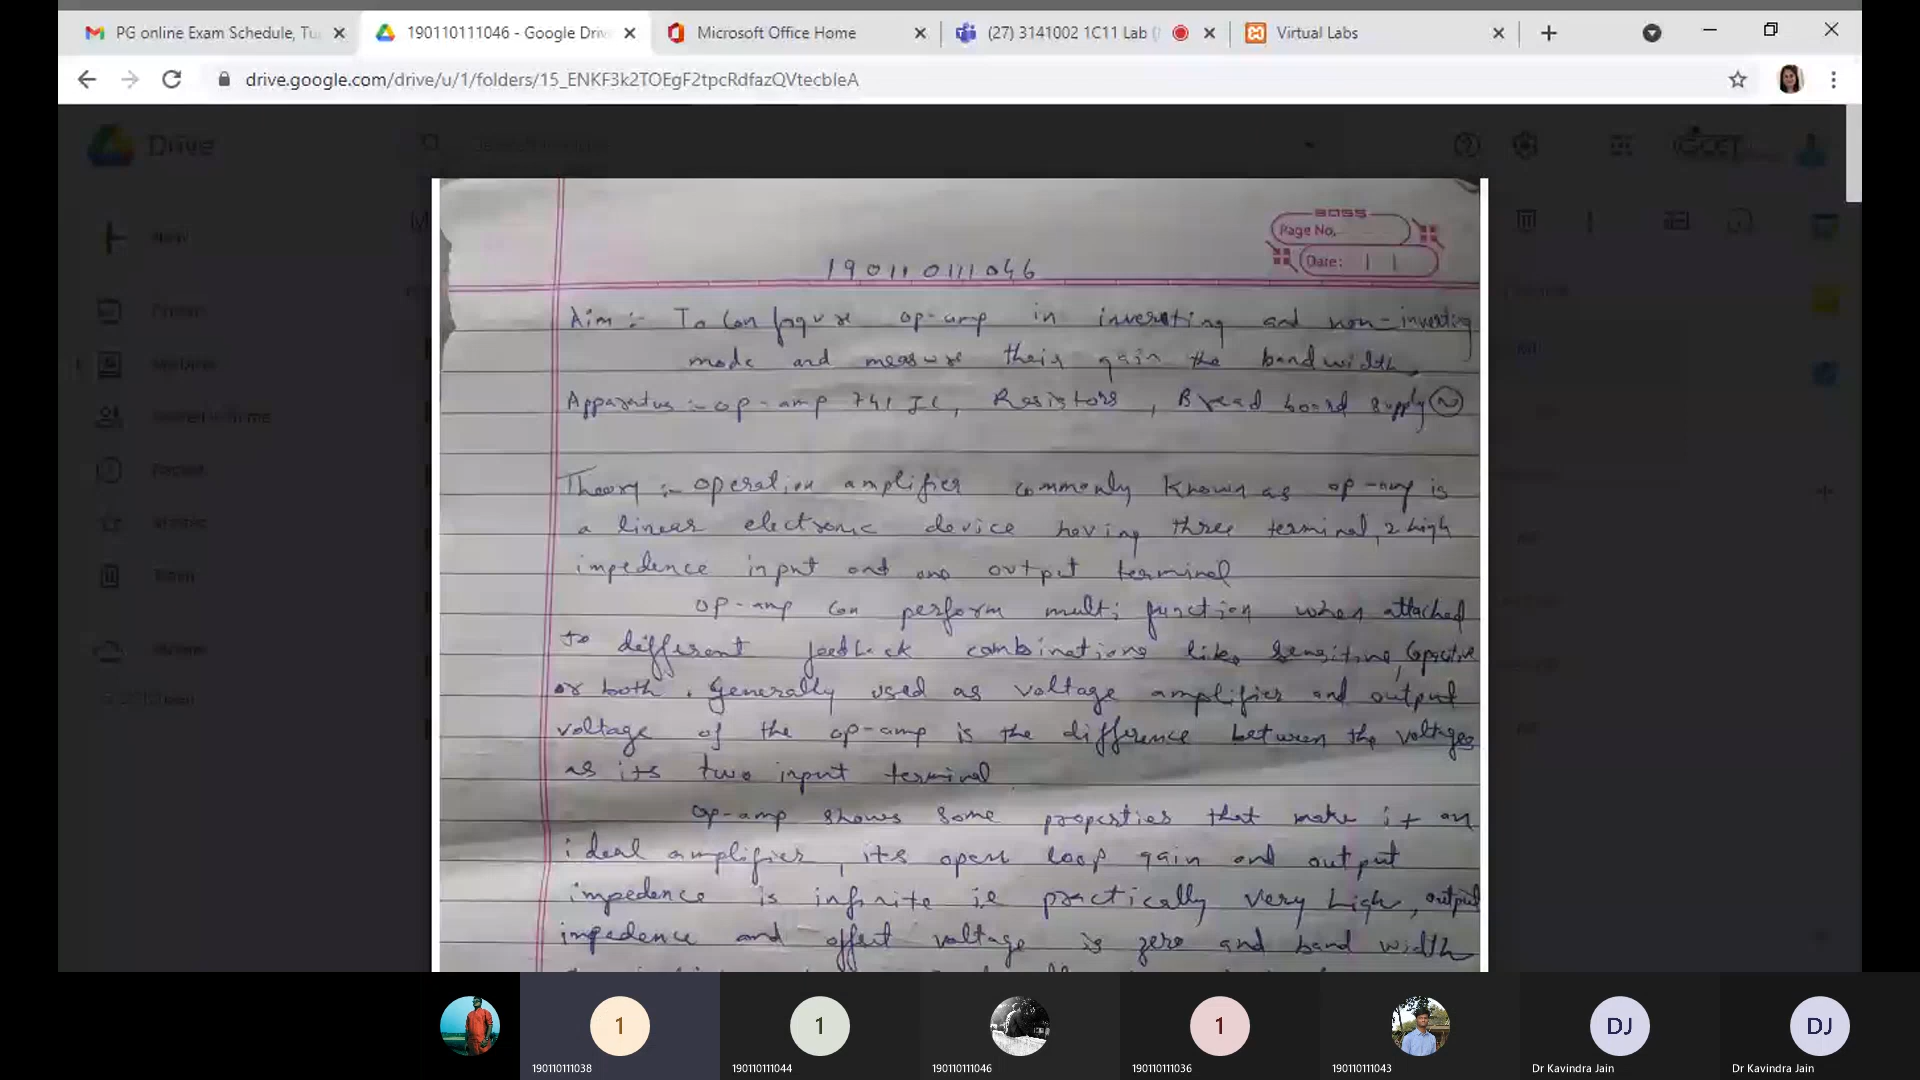 PG online Exam Schedule, Tu
190110111046 - Google Driv
Microsoft Office Home
(27) 3141002 1C11 Lab (
Virtual Labs
drive.google.com/drive/u/1/folders/15_ENKF3k2TOEgF2tpcRdfazQVtecbleA
Drive
BOSS
Page No.
Date:
190110111046
Aim :- To Configure op-amp in inverting and non-inverting
mode and measure their gain the bandwidth.
Apparatus :- op-amp 741 IC, Resistors, Bread board supply
Theory :- operation amplifier commonly known as op-amp is
a linear electronic device having three terminal, 2 high
impedence input and one output terminal
op-amp can perform multi function when attached
to different feedback combinations like
or both. Generally used as voltage amplifier and output
voltage of the op-amp is the difference between the voltages
as its two input terminal
op-amp shows some properties that make it an
ideal amplifier, its open loop gain and output
impedence is infinite i.e practically very high, output
impedence and offset voltage is zero and band width
1
1
1
DJ
DJ
190110111038
190110111044
190110111046
190110111036
190110111043
Dr Kavindra Jain
Dr Kavindra Jain